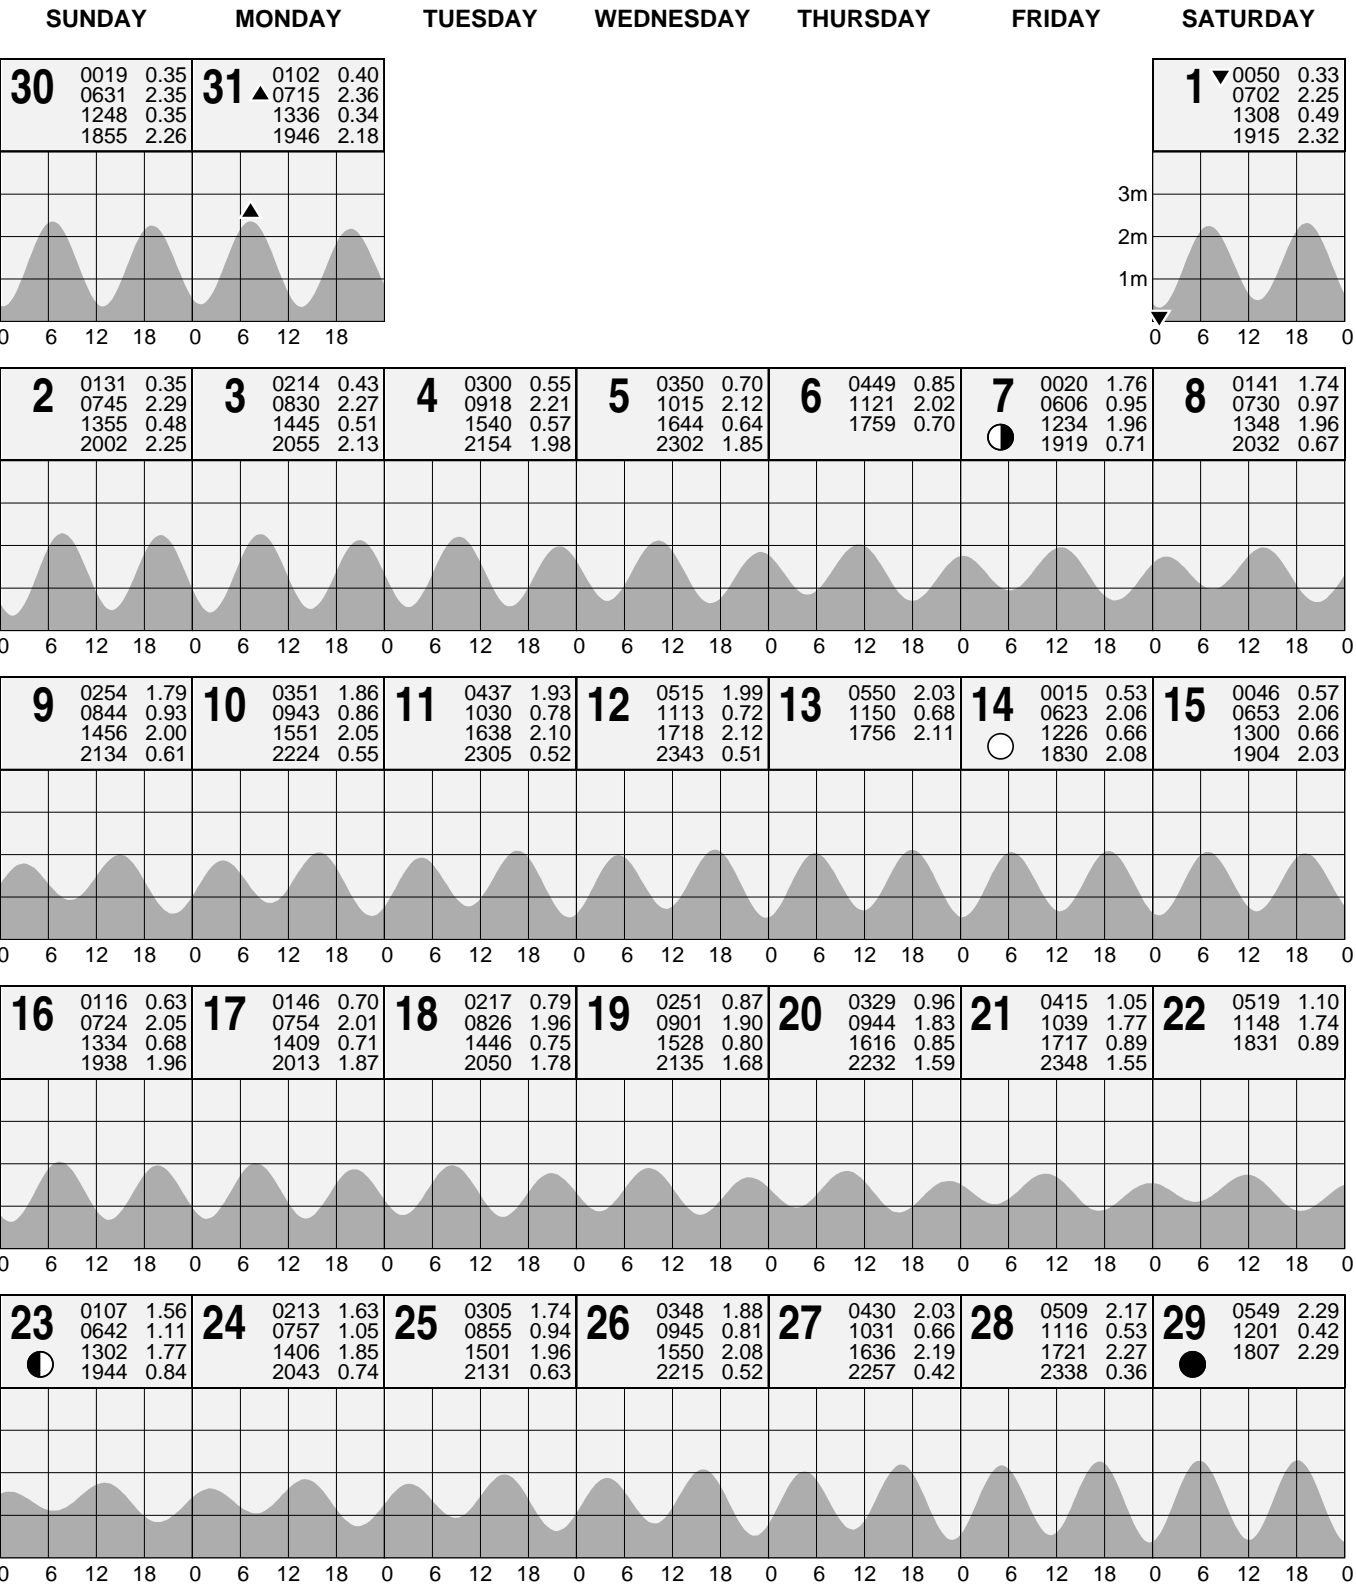 SUNDAY MONDAY TUESDAY WEDNESDAY THURSDAY FRIDAY SATURDAY
30 0019 0.35 31 ▲ 0102 0.40 1 ▼ 0050 0.33
0631 2.35 0715 2.36 0702 2.25
1248 0.35 1336 0.34 1308 0.49
1855 2.26 1946 2.18 1915 2.32
3m
2m
1m
0 6 12 18 0 6 12 18 0 6 12 18 0
2 0131 0.35 3 0214 0.43 4 0300 0.55 5 0350 0.70 6 0449 0.85 7 0020 1.76 8 0141 1.74
0745 2.29 0830 2.27 0918 2.21 1015 2.12 1121 2.02 0606 0.95 0730 0.97
1355 0.48 1445 0.51 1540 0.57 1644 0.64 1759 0.70 1234 1.96 1348 1.96
2002 2.25 2055 2.13 2154 1.98 2302 1.85 1919 0.71 2032 0.67
0 6 12 18 0 6 12 18 0 6 12 18 0 6 12 18 0 6 12 18 0 6 12 18 0 6 12 18 0
9 0254 1.79 10 0351 1.86 11 0437 1.93 12 0515 1.99 13 0550 2.03 14 0015 0.53 15 0046 0.57
0844 0.93 0943 0.86 1030 0.78 1113 0.72 1150 0.68 0623 2.06 0653 2.06
1456 2.00 1551 2.05 1638 2.10 1718 2.12 1756 2.11 1226 0.66 1300 0.66
2134 0.61 2224 0.55 2305 0.52 2343 0.51 1830 2.08 1904 2.03
0 6 12 18 0 6 12 18 0 6 12 18 0 6 12 18 0 6 12 18 0 6 12 18 0 6 12 18 0
16 0116 0.63 17 0146 0.70 18 0217 0.79 19 0251 0.87 20 0329 0.96 21 0415 1.05 22 0519 1.10
0724 2.05 0754 2.01 0826 1.96 0901 1.90 0944 1.83 1039 1.77 1148 1.74
1334 0.68 1409 0.71 1446 0.75 1528 0.80 1616 0.85 1717 0.89 1831 0.89
1938 1.96 2013 1.87 2050 1.78 2135 1.68 2232 1.59 2348 1.55
0 6 12 18 0 6 12 18 0 6 12 18 0 6 12 18 0 6 12 18 0 6 12 18 0 6 12 18 0
23 0107 1.56 24 0213 1.63 25 0305 1.74 26 0348 1.88 27 0430 2.03 28 0509 2.17 29 0549 2.29
0642 1.11 0757 1.05 0855 0.94 0945 0.81 1031 0.66 1116 0.53 1201 0.42
1302 1.77 1406 1.85 1501 1.96 1550 2.08 1636 2.19 1721 2.27 1807 2.29
1944 0.84 2043 0.74 2131 0.63 2215 0.52 2257 0.42 2338 0.36
0 6 12 18 0 6 12 18 0 6 12 18 0 6 12 18 0 6 12 18 0 6 12 18 0 6 12 18 0